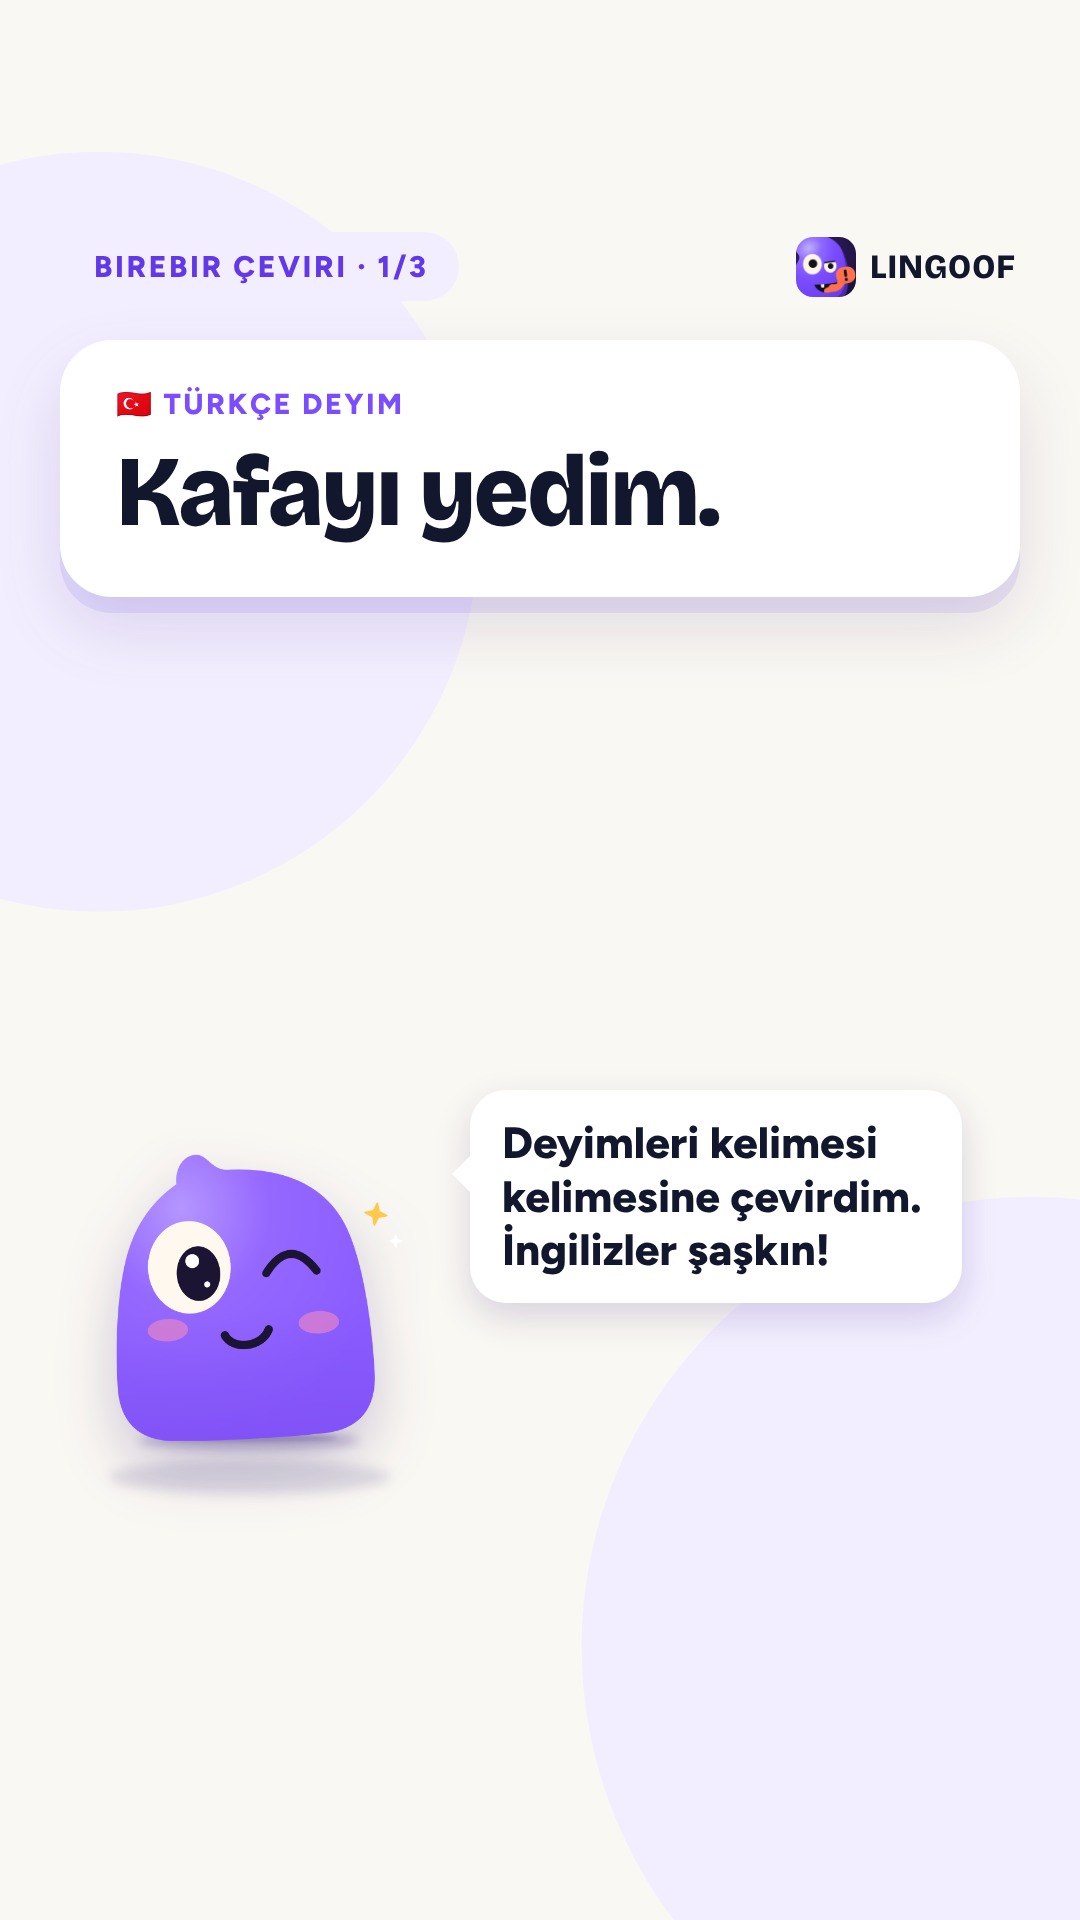 BIREBIR ÇEVIRI · 1/3
LINGOOF
🇹🇷 TÜRKÇE DEYIM
Kafayı yedim.
Deyimleri kelimesi
kelimesine çevirdim.
İngilizler şaşkın!